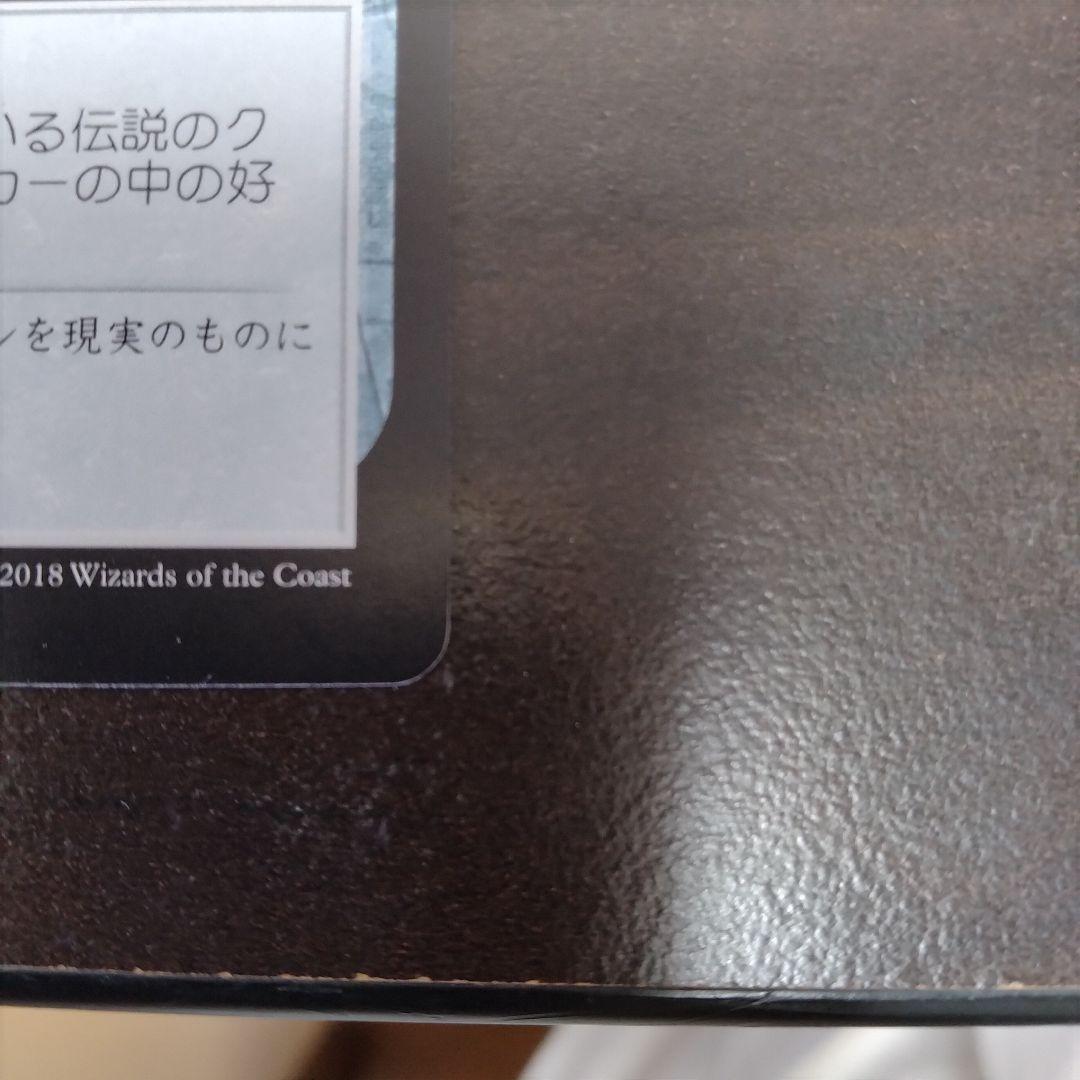 いる伝説のク
カーの中の好
ンを現実のものに
2018 Wizards of the Coast